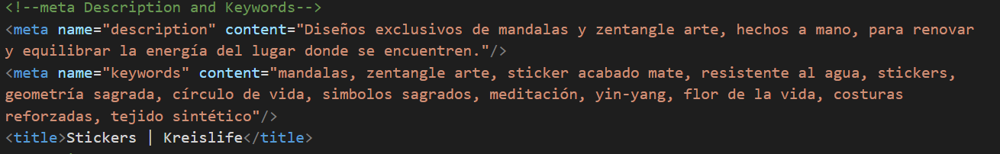 <!--meta Description and Keywords-->
<meta name="description" content="Diseños exclusivos de mandalas y zentangle arte, hechos a mano, para renovar
y equilibrar la energía del lugar donde se encuentren."/>
<meta name="keywords" content="mandalas, zentangle arte, sticker acabado mate, resistente al agua, stickers,
geometría sagrada, círculo de vida, simbolos sagrados, meditación, yin-yang, flor de la vida, costuras
reforzadas, tejido sintético"/>
<title>Stickers | Kreislife</title>